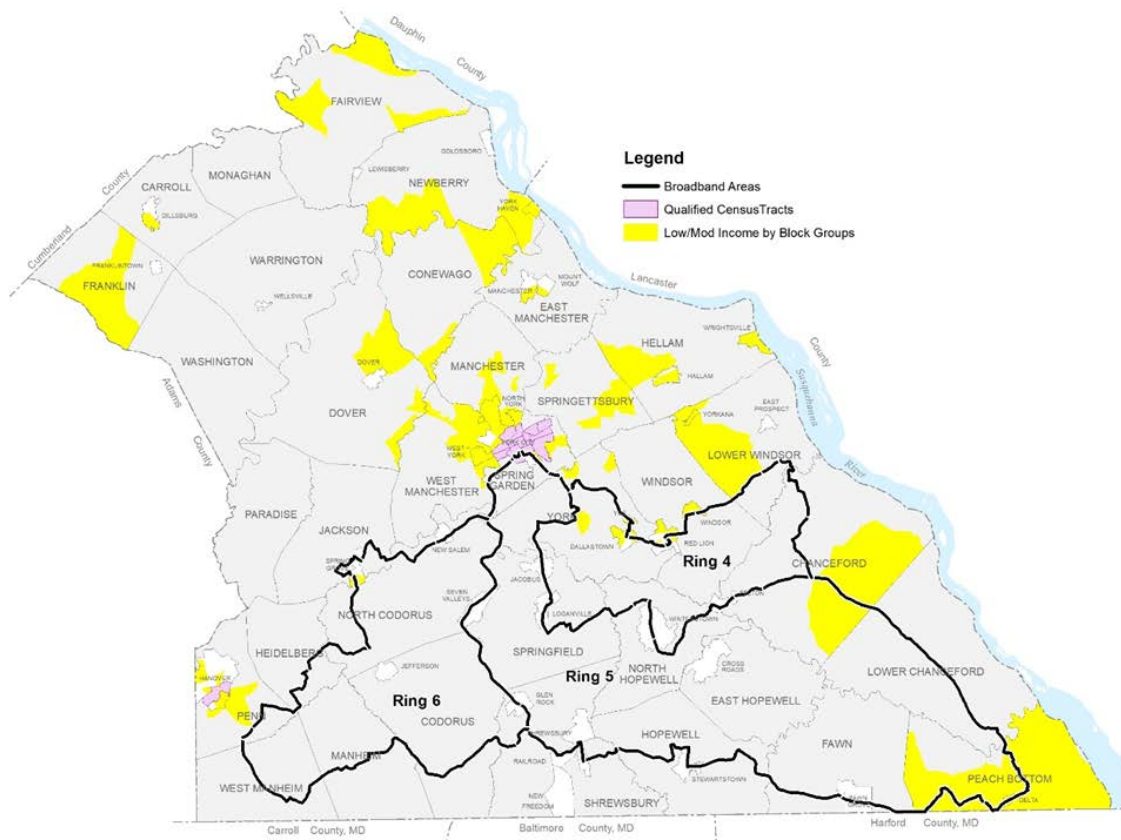 Dauphin
County
FAIRVIEW
GOLDSBORO
Legend
Broadband Areas
Qualified CensusTracts
Low/Mod Income by Block Groups
LEWISBERRY
NEWBERRY
MONAGHAN
CARROLL
DILLSBURG
County
Cumberland
YORK
HAVEN
FRANKLINTOWN
FRANKLIN
WARRINGTON
CONEWAGO
WELLSVILLE
MANCHESTER
MOUNT
WOLF
EAST
MANCHESTER
Lancaster
County
WRIGHTSVILLE
HELLAM
HALLAM
WASHINGTON
Adams
County
DOVER
MANCHESTER
NORTH
YORK
SPRINGETTSBURY
Susquehanna
River
EAST
PROSPECT
YORKANA
DOVER
WEST
YORK
LOWER WINDSOR
SPRING
GARDEN
WINDSOR
WEST
MANCHESTER
PARADISE
JACKSON
YORK
WINDSOR
RED LION
DALLASTOWN
Ring 4
NEW SALEM
CHANCEFORD
JACOBUS
SEVEN
VALLEYS
LOGANVILLE
NORTH CODORUS
HEIDELBERG
SPRINGFIELD
NORTH
HOPEWELL
CROSS
ROADS
LOWER CHANCEFORD
JEFFERSON
Ring 5
EAST HOPEWELL
HANOVER
PENN
Ring 6
CODORUS
GLEN
ROCK
HOPEWELL
FAWN
MANHEIM
RAILROAD
STEWARTSTOWN
PEACH BOTTOM
WEST MANHEIM
NEW
FREEDOM
SHREWSBURY
DELTA
Carroll County, MD
Baltimore County, MD
Harford County, MD